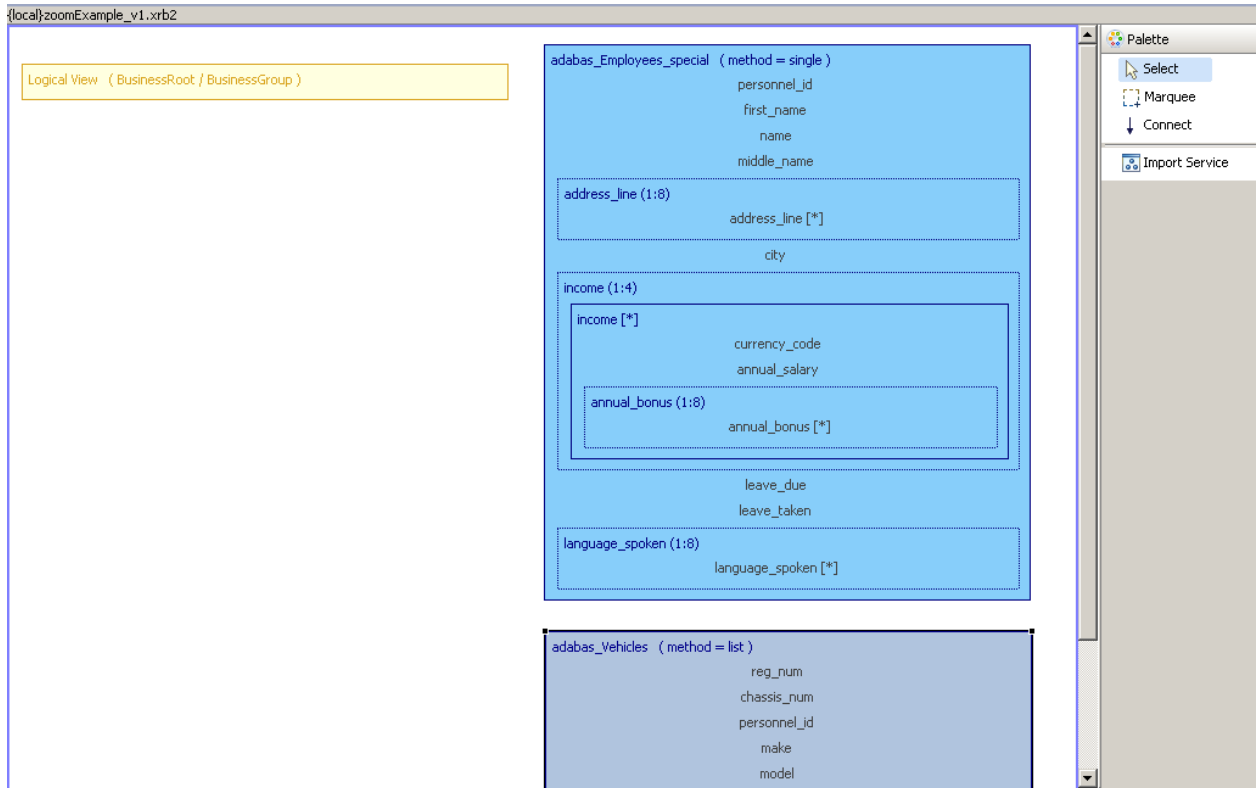 {local}zoomExample_v1.xrb2
Logical View ( BusinessRoot / BusinessGroup )
adabas_Employees_special ( method = single )
personnel_id
first_name
name
middle_name
address_line (1:8)
address_line [*]
city
income (1:4)
income [*]
currency_code
annual_salary
annual_bonus (1:8)
annual_bonus [*]
leave_due
leave_taken
language_spoken (1:8)
language_spoken [*]
adabas_Vehicles ( method = list )
reg_num
chassis_num
personnel_id
make
model
Palette
Select
Marquee
Connect
Import Service